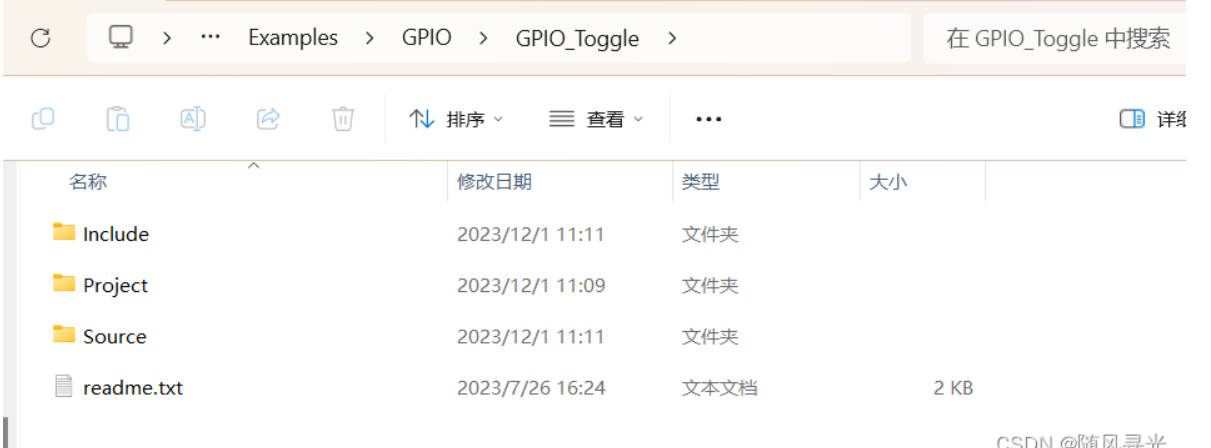 Examples > GPIO > GPIO_Toggle > 在 GPIO_Toggle 中搜索
排序 查看 详细
名称 修改日期 类型 大小
Include 2023/12/1 11:11 文件夹
Project 2023/12/1 11:09 文件夹
Source 2023/12/1 11:11 文件夹
readme.txt 2023/7/26 16:24 文本文档 2 KB
CSDN @随风寻光